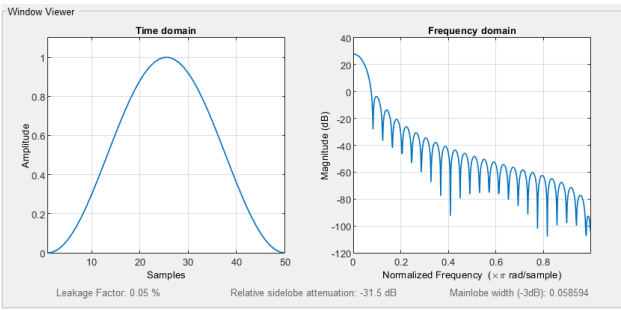 Window Viewer
Time domain
Frequency domain
Amplitude
1
0.8
0.6
0.4
0.2
0
10
20
30
40
50
Samples
Magnitude (dB)
40
20
0
-20
-40
-60
-80
-100
-120
0
0.2
0.4
0.6
0.8
Normalized Frequency (×π rad/sample)
Leakage Factor: 0.05 %
Relative sidelobe attenuation: -31.5 dB
Mainlobe width (-3dB): 0.058594